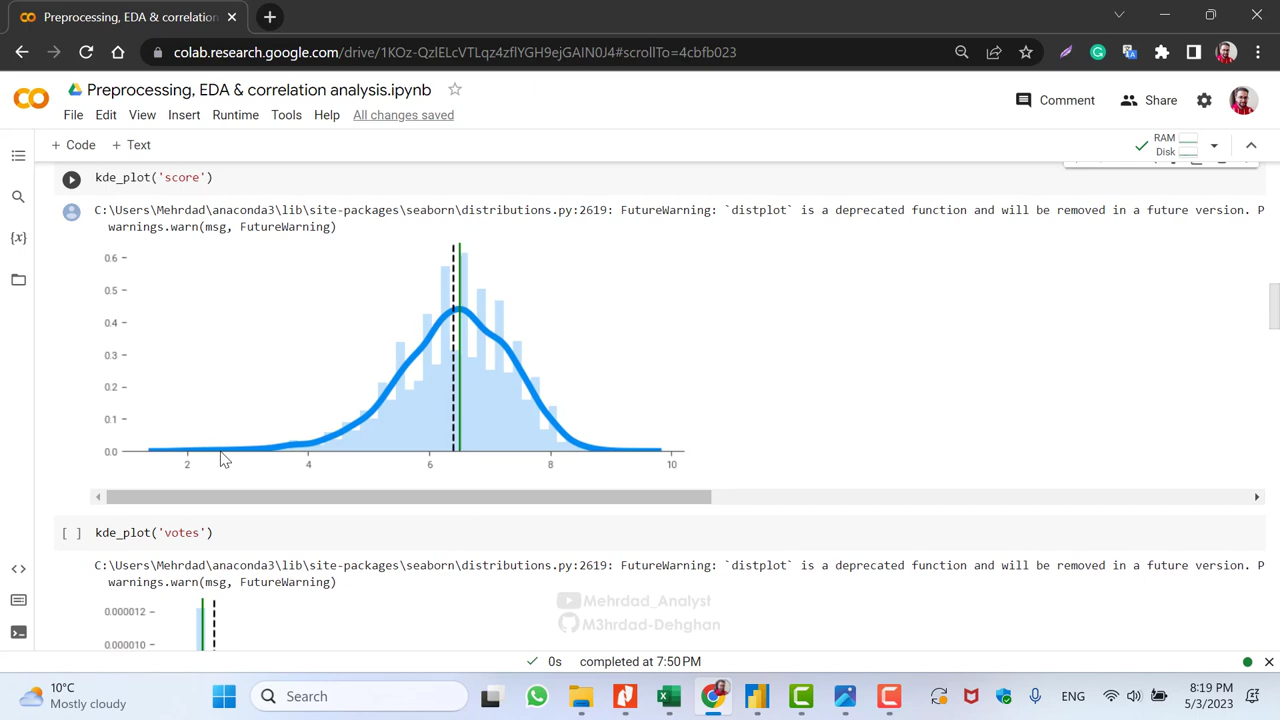 Preprocessing, EDA & correlation
colab.research.google.com/drive/1KOz-QzlELcVTLqz4zflYGH9ejGAIN0J4#scrollTo=4cbfb023
Preprocessing, EDA & correlation analysis.ipynb
Comment
Share
File Edit View Insert Runtime Tools Help All changes saved
+ Code + Text
RAM
Disk
kde_plot('score')
C:\Users\Mehrdad\anaconda3\lib\site-packages\seaborn\distributions.py:2619: FutureWarning: `distplot` is a deprecated function and will be removed in a future version. P
warnings.warn(msg, FutureWarning)
0.6
0.5
0.4
0.3
0.2
0.1
0.0
2 4 6 8 10
[ ] kde_plot('votes')
C:\Users\Mehrdad\anaconda3\lib\site-packages\seaborn\distributions.py:2619: FutureWarning: `distplot` is a deprecated function and will be removed in a future version. P
warnings.warn(msg, FutureWarning)
0.000012
0.000010
Mehrdad_Analyst
M3hrdad-Dehghan
0s completed at 7:50 PM
10°C
Mostly cloudy
Search
ENG
8:19 PM
5/3/2023